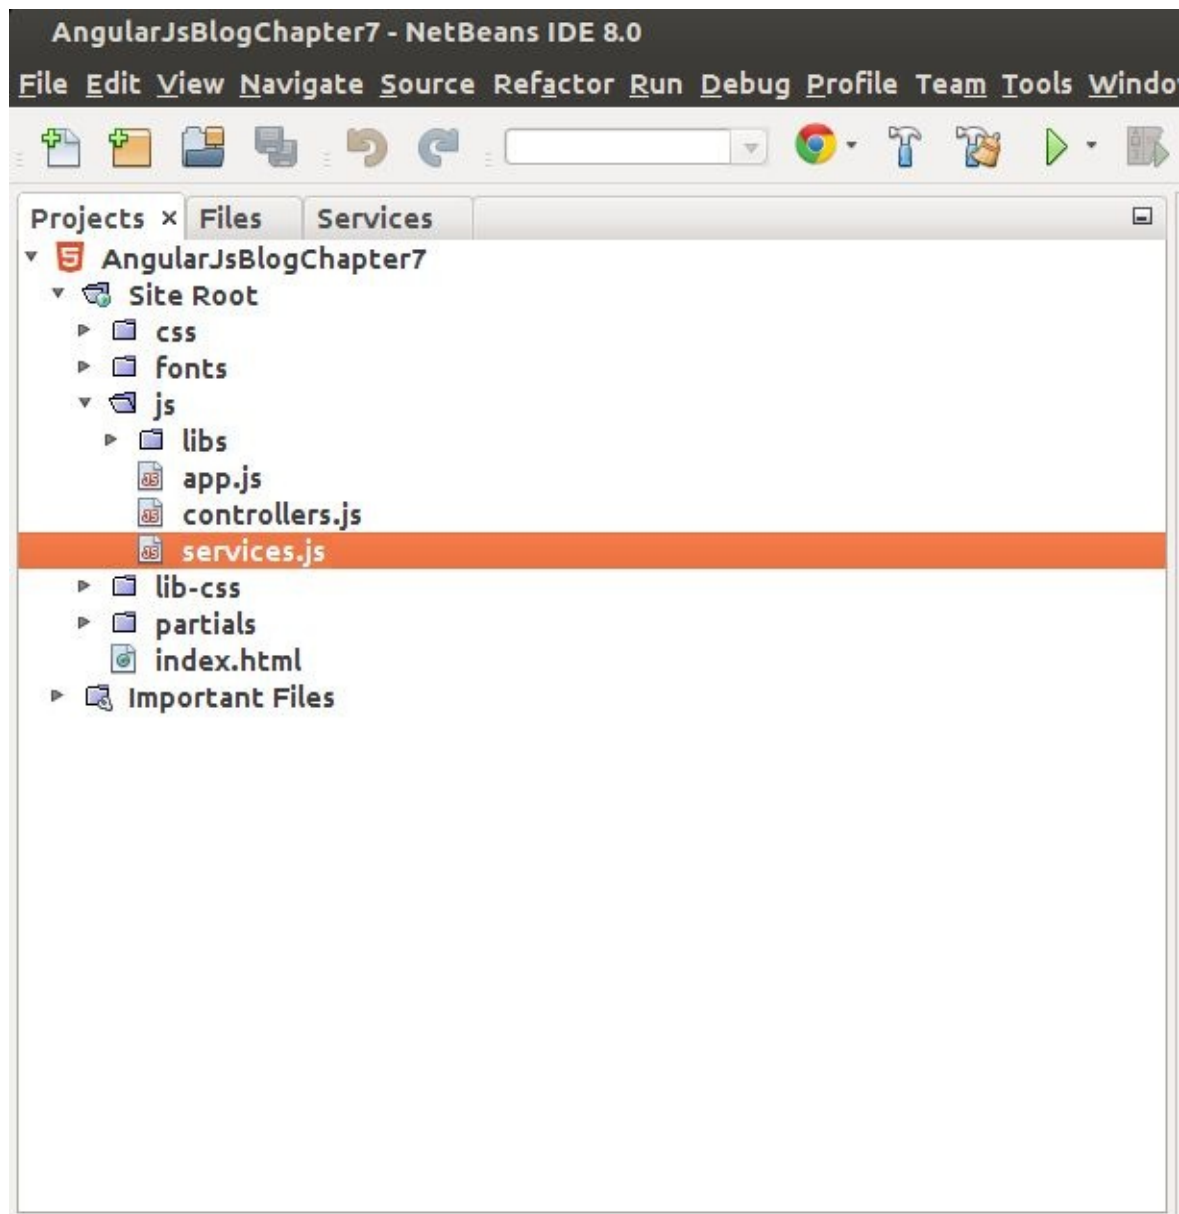 AngularJsBlogChapter7 - NetBeans IDE 8.0
File Edit View Navigate Source Refactor Run Debug Profile Team Tools Windo
Projects × Files Services
AngularJsBlogChapter7
Site Root
css
fonts
js
libs
app.js
controllers.js
services.js
lib-css
partials
index.html
Important Files